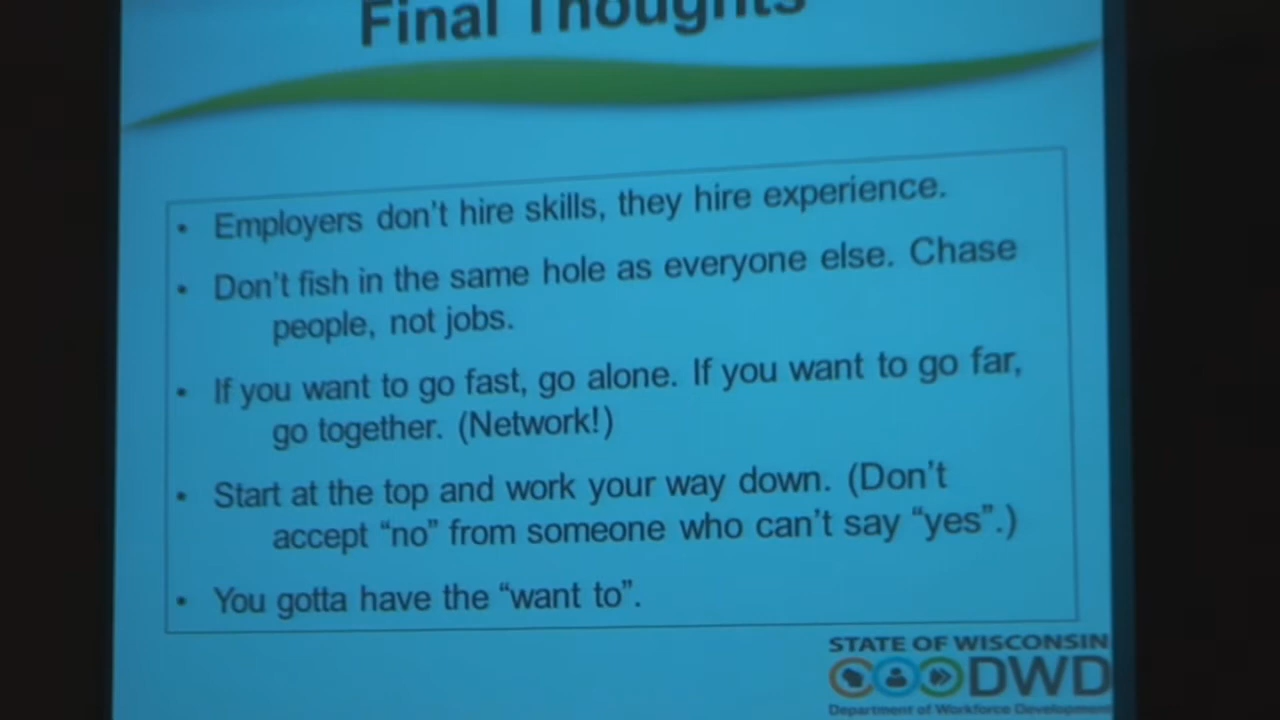 Final Thoughts
• Employers don't hire skills, they hire experience.
• Don't fish in the same hole as everyone else. Chase
people, not jobs.
• If you want to go fast, go alone. If you want to go far,
go together. (Network!)
• Start at the top and work your way down. (Don't
accept “no” from someone who can't say “yes”.)
• You gotta have the “want to”.
STATE OF WISCONSIN
DWD
Department of Workforce Development